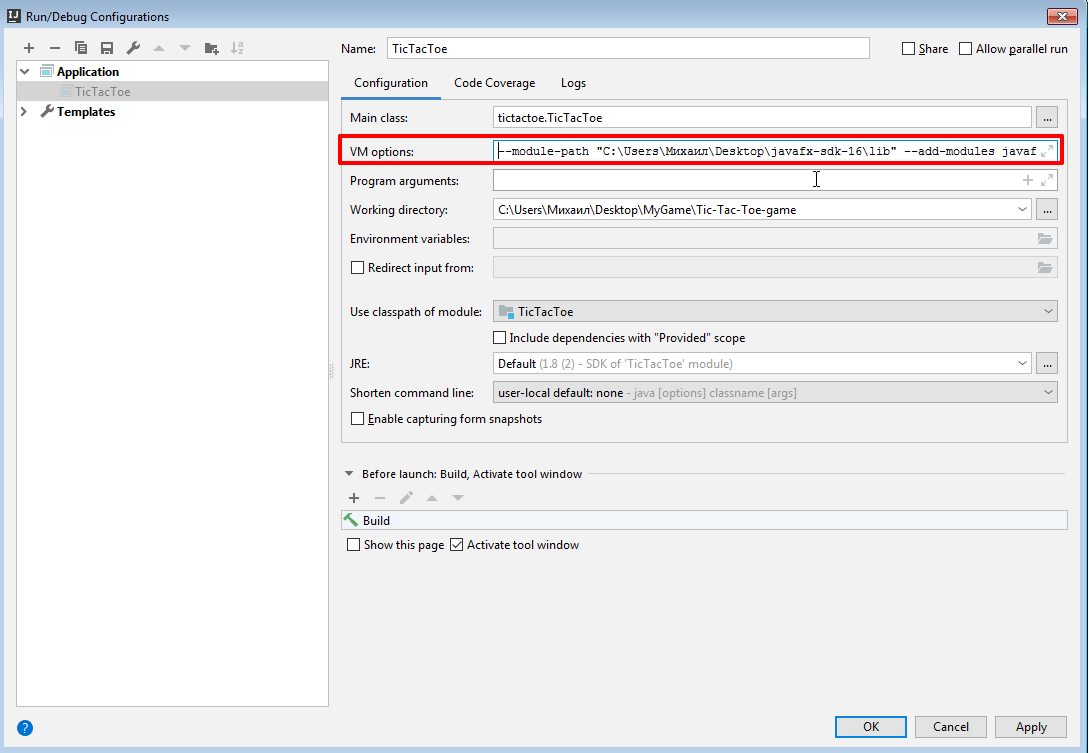 Run/Debug Configurations
Name: TicTacToe
Share Allow parallel run
Application
TicTacToe
Templates
Configuration Code Coverage Logs
Main class: tictactoe.TicTacToe ...
VM options: --module-path "C:\Users\Михаил\Desktop\javafx-sdk-16\lib" --add-modules javaf
Program arguments:
Working directory: C:\Users\Михаил\Desktop\MyGame\Tic-Tac-Toe-game ...
Environment variables:
Redirect input from:
Use classpath of module: TicTacToe
Include dependencies with "Provided" scope
JRE: Default (1.8 (2) - SDK of 'TicTacToe' module) ...
Shorten command line: user-local default: none - java [options] classname [args]
Enable capturing form snapshots
Before launch: Build, Activate tool window
Build
Show this page Activate tool window
? OK Cancel Apply